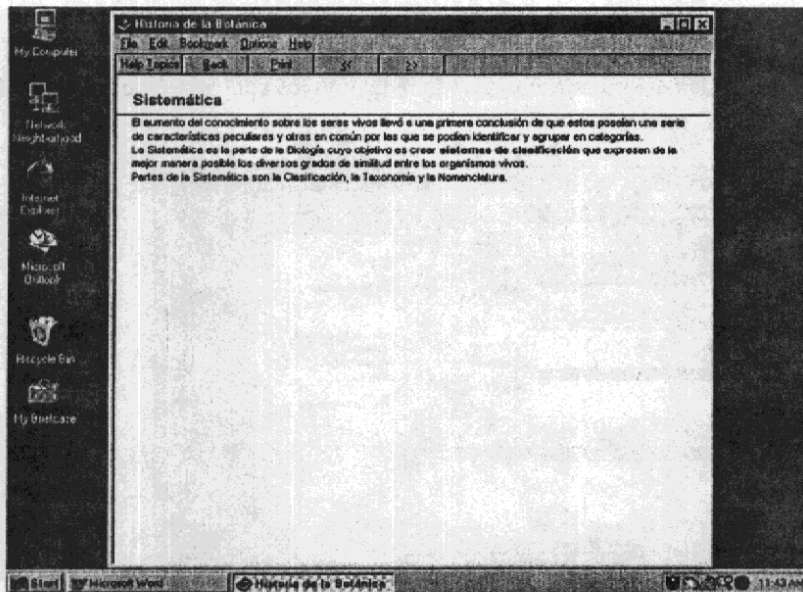 My Computer
Network
Neighborhood
Internet
Explorer
Microsoft
Outlook
Recycle Bin
My Briefcase
Historia de la Botánica
File Edit Bookmark Options Help
Help Topics Back Print << >>
Sistemática
El aumento del conocimiento sobre los seres vivos llevó a una primera conclusión de que estos poseían una serie
de características peculiares y otras en común por las que se podían identificar y agrupar en categorías.
La Sistemática es la parte de la Biología cuyo objetivo es crear sistemas de clasificación que expresen de la
mejor manera posible los diversos grados de similitud entre los organismos vivos.
Partes de la Sistemática son la Clasificación, la Taxonomía y la Nomenclatura.
Start Microsoft Word Historia de la Botánica 11:43 AM